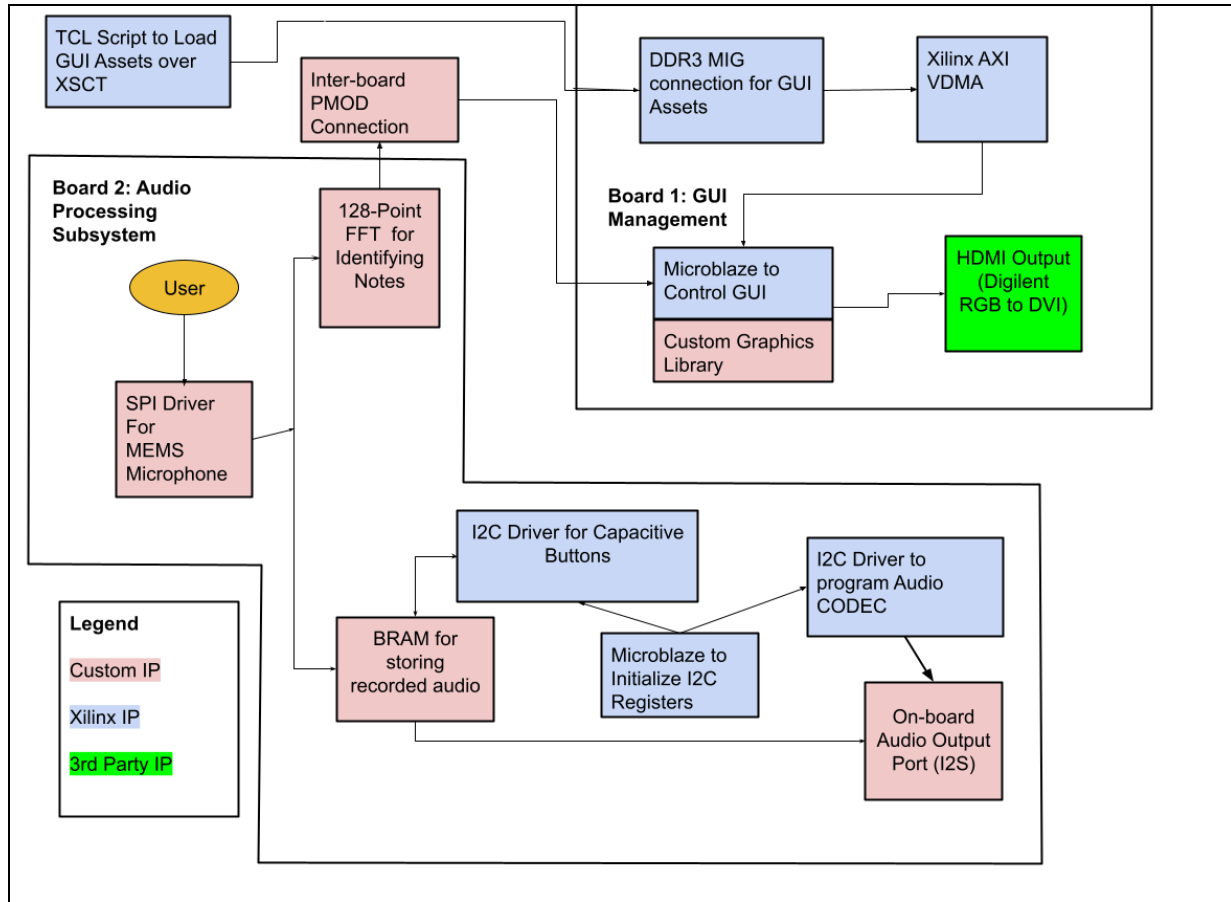 TCL Script to Load
GUI Assets over
XSCT
Inter-board
PMOD
Connection
DDR3 MIG
connection for GUI
Assets
Xilinx AXI
VDMA
Board 2: Audio
Processing
Subsystem
128-Point
FFT for
Identifying
Notes
Board 1: GUI
Management
User
Microblaze to
Control GUI
Custom Graphics
Library
HDMI Output
(Digilent
RGB to DVI)
SPI Driver
For
MEMS
Microphone
I2C Driver for Capacitive
Buttons
I2C Driver to
program Audio
CODEC
Legend
Custom IP
Xilinx IP
3rd Party IP
BRAM for
storing
recorded audio
Microblaze to
Initialize I2C
Registers
On-board
Audio Output
Port (I2S)